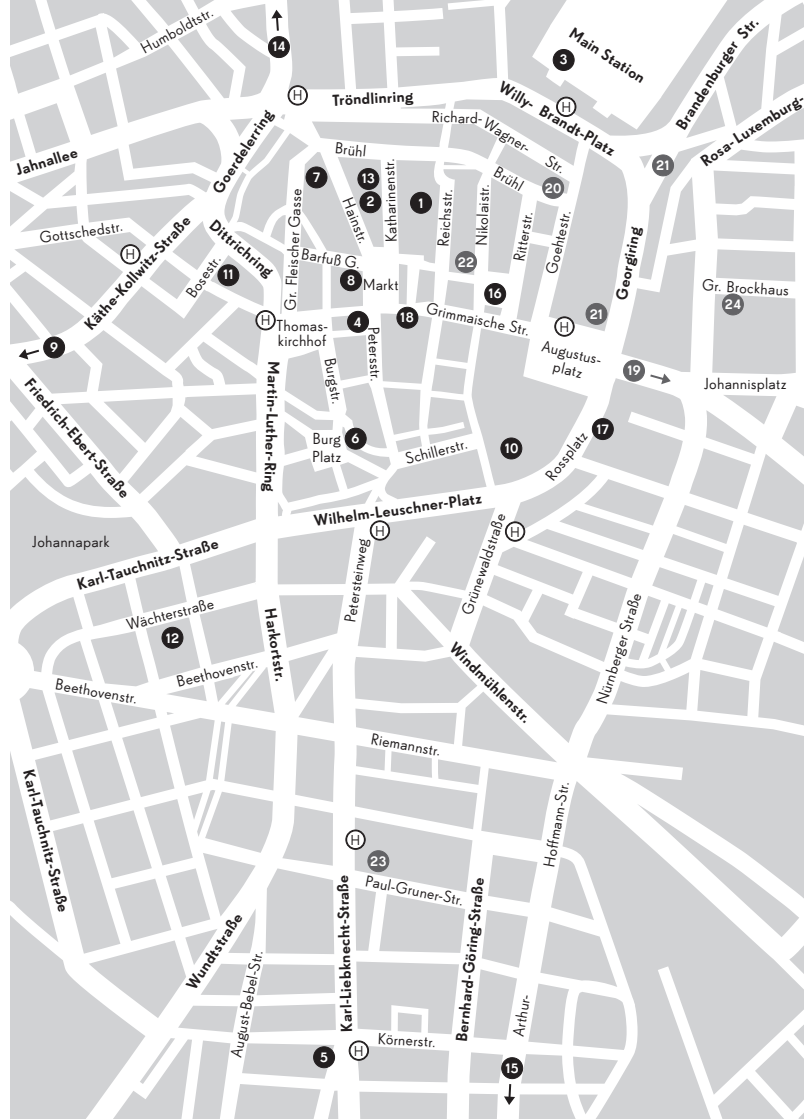 Humboldtstr.
14
3
Main Station
Brandenburger Str.
H
Tröndlinring
Willy-Brandt-Platz
H
Rosa-Luxemburg-
Jahnallee
Goerdelerring
Richard-Wagner-
Str.
Brühl
21
7
13
2
1
Brühl
20
Gr. Fleischer Gasse
Hainstr.
Katharinenstr.
Reichsstr.
Nikolaistr.
Ritterstr.
Goehtestr.
Georgiring
Gottschedstr.
H
Käthe-Kollwitz-Straße
Dittrichring
Bosestr.
11
Barfuß G.
8
Markt
22
16
Gr. Brockhaus
24
H
Thomas-
kirchhof
4
18
Grimmaische Str.
H
21
9
Augustus-
platz
19
Johannisplatz
Friedrich-Ebert-Straße
Martin-Luther-Ring
Burgstr.
Petersstr.
Burg
Platz
6
Schillerstr.
10
Rossplatz
17
Wilhelm-Leuschner-Platz
H
H
Johannapark
Karl-Tauchnitz-Straße
Petersteinweg
Grünewaldstraße
Wächterstraße
12
Harkortstr.
Nürnberger Straße
Beethovenstr.
Beethovenstr.
Windmühlenstr.
Riemannstr.
Karl-Tauchnitz-Straße
Hoffmann-Str.
H
23
Paul-Gruner-Str.
Wundtstraße
August-Bebel-Str.
Karl-Liebknecht-Straße
Bernhard-Göring-Straße
Arthur-
Körnerstr.
5
H
15